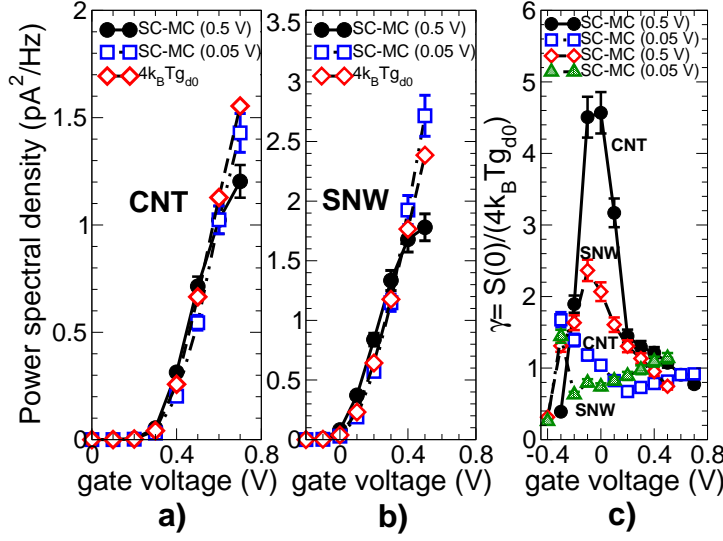 SC-MC (0.5 V)
SC-MC (0.05 V)
4k_BTg_d0
CNT
Power spectral density (pA²/Hz)
0
0.5
1
1.5
2
0 0.2 0.4 0.6 0.8
gate voltage (V)
a)
SC-MC (0.5 V)
SC-MC (0.05 V)
4k_BTg_d0
SNW
0
0.5
1
1.5
2
2.5
3
3.5
0 0.4 0.8
gate voltage (V)
b)
SC-MC (0.5 V)
SC-MC (0.05 V)
SC-MC (0.5 V)
SC-MC (0.05 V)
CNT
SNW
CNT
SNW
γ= S(0)/(4k_BTg_d0)
0
1
2
3
4
5
6
-0.4 0 0.4 0.8
gate voltage (V)
c)